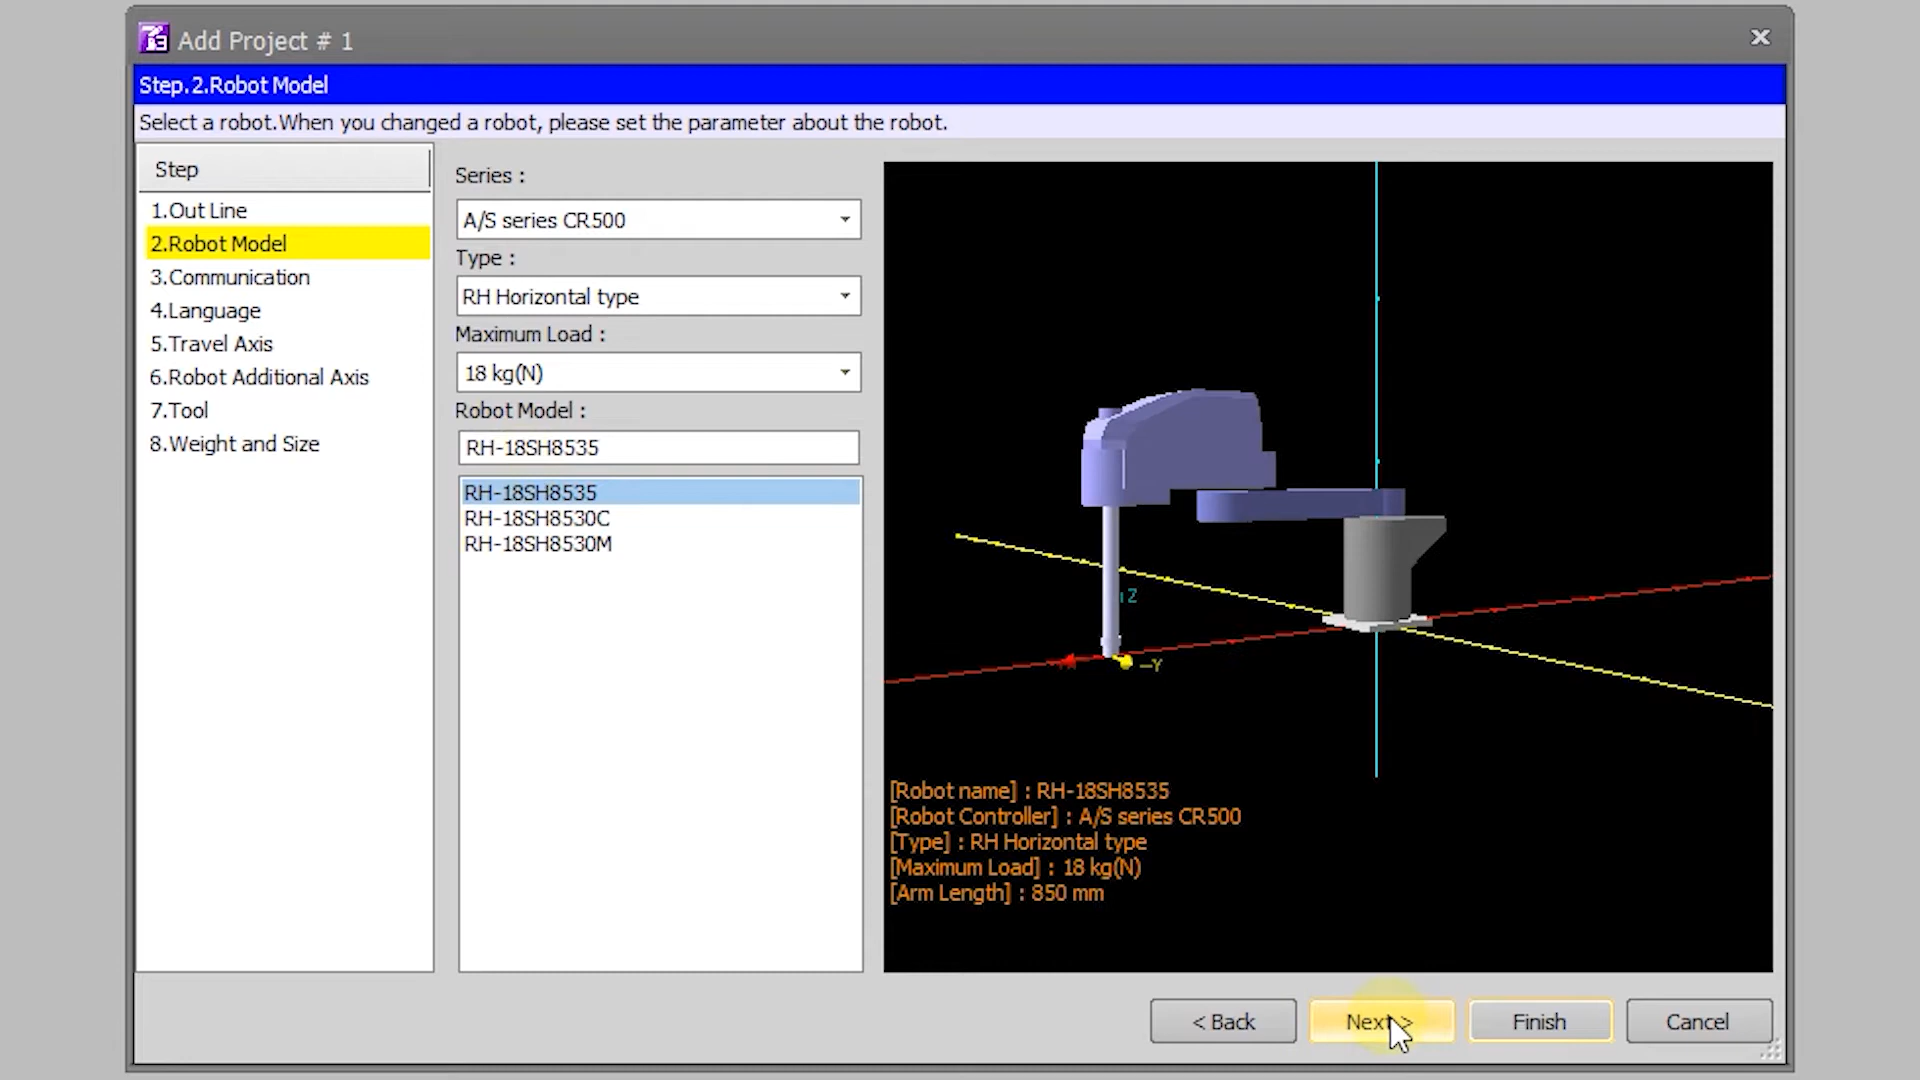 Add Project # 1
Step.2.Robot Model
Select a robot.When you changed a robot, please set the parameter about the robot.
Step
1.Out Line
2.Robot Model
3.Communication
4.Language
5.Travel Axis
6.Robot Additional Axis
7.Tool
8.Weight and Size
Series :
A/S series CR500
Type :
RH Horizontal type
Maximum Load :
18 kg(N)
Robot Model :
RH-18SH8535
RH-18SH8535
RH-18SH8530C
RH-18SH8530M
Z
-Y
[Robot name] : RH-18SH8535
[Robot Controller] : A/S series CR500
[Type] : RH Horizontal type
[Maximum Load] : 18 kg(N)
[Arm Length] : 850 mm
< Back
Next >
Finish
Cancel